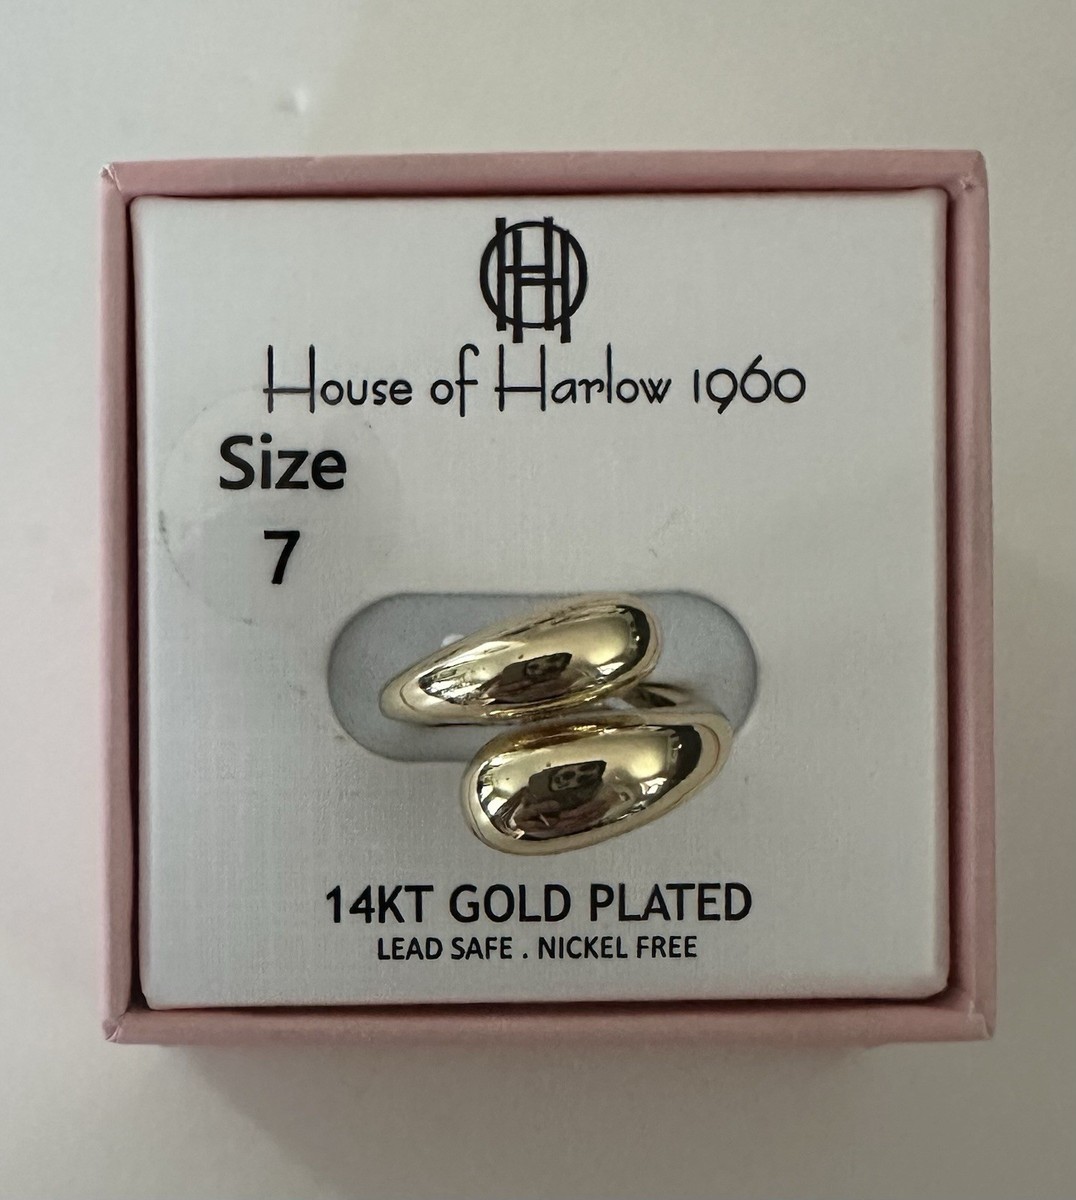 House of Harlow 1960
Size
7
14KT GOLD PLATED
LEAD SAFE . NICKEL FREE